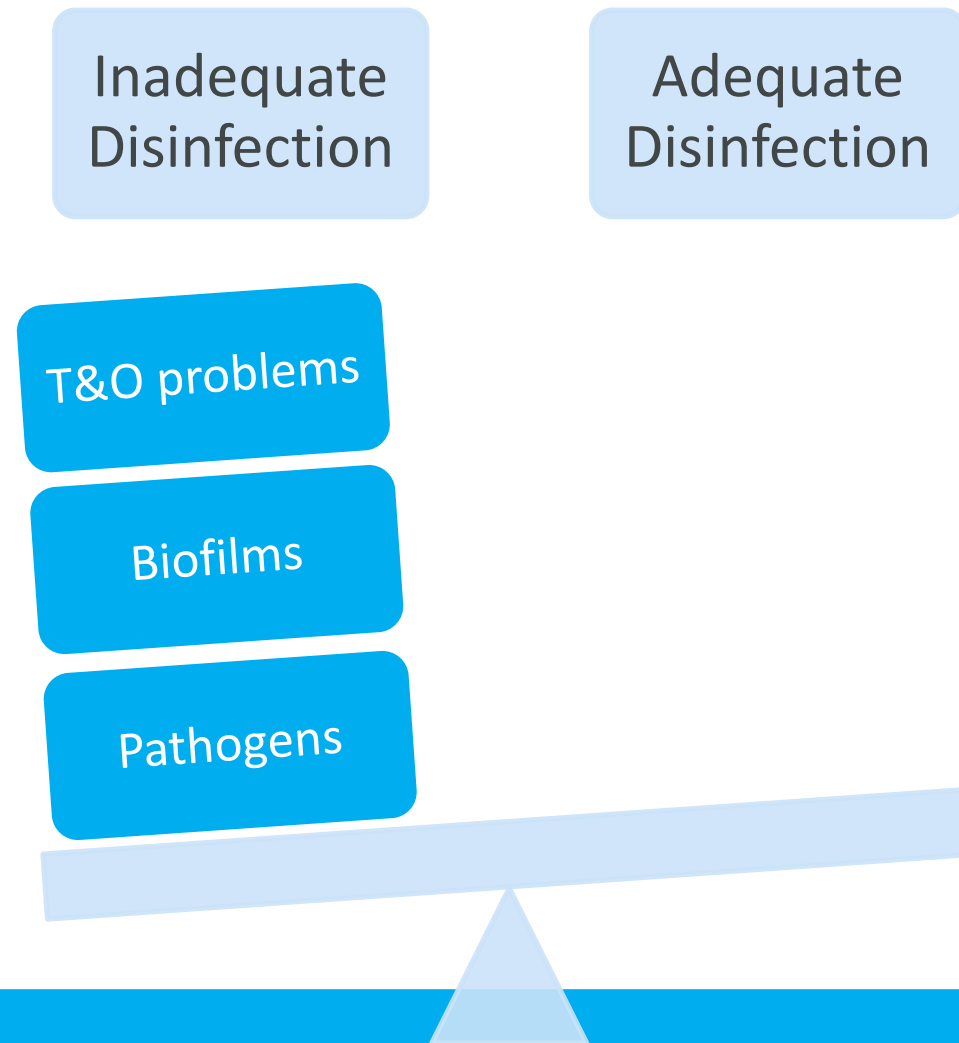 Inadequate
Disinfection
Adequate
Disinfection
T&O problems
Biofilms
Pathogens